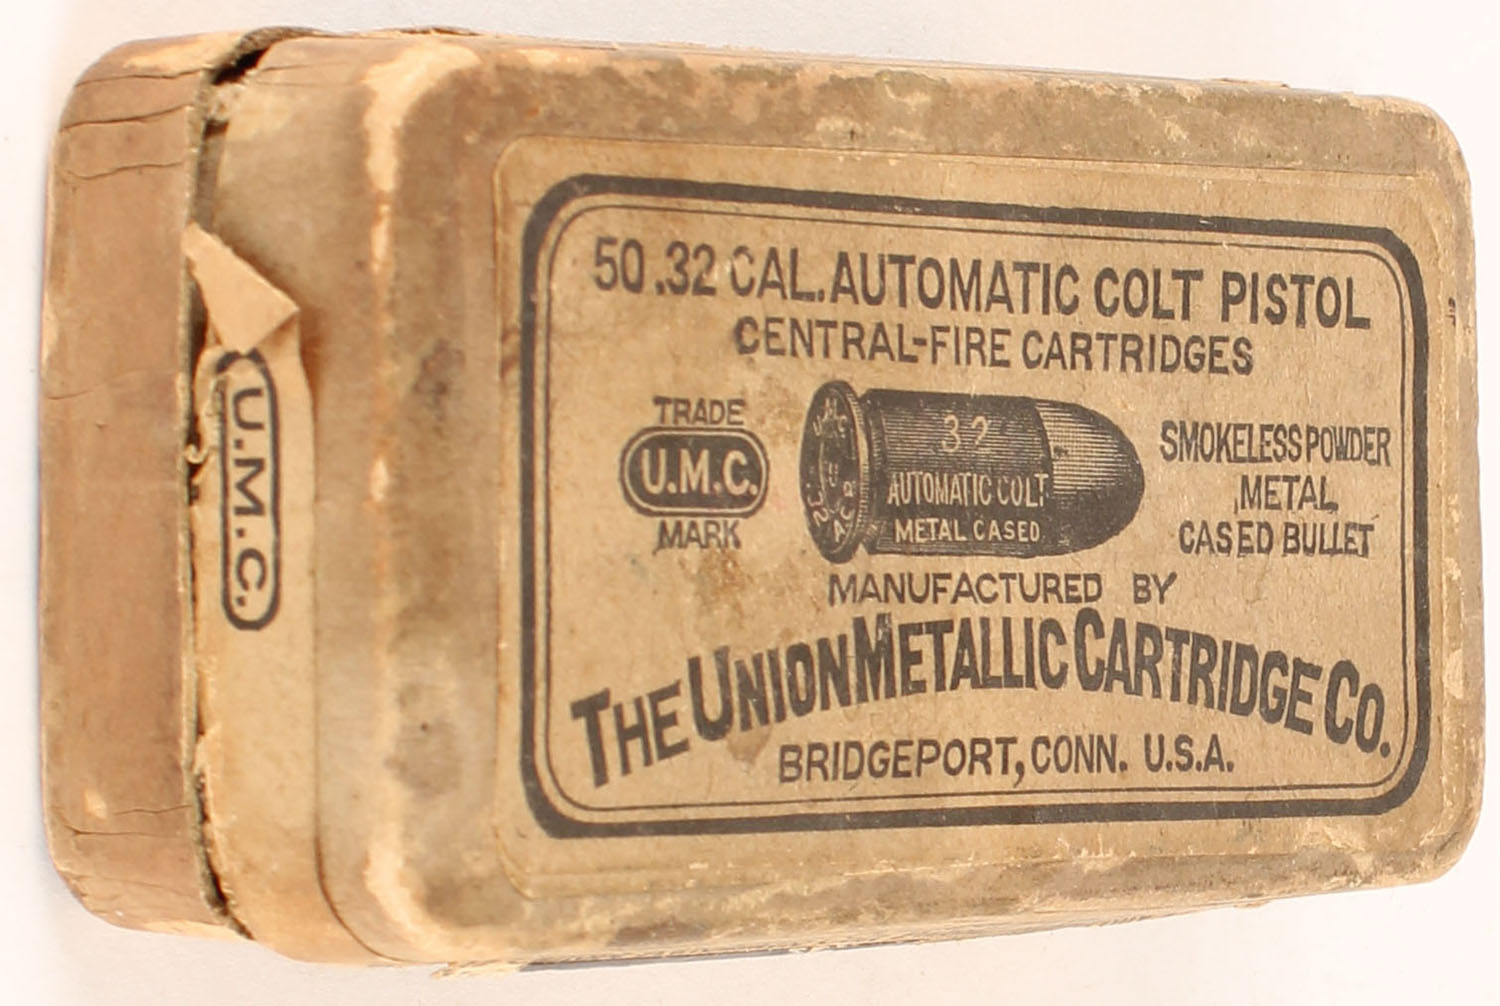 50 .32 CAL. AUTOMATIC COLT PISTOL
CENTRAL-FIRE CARTRIDGES
TRADE
U.M.C.
MARK
U.M.C.
32 A.C.P.
U
32
AUTOMATIC COLT
METAL CASED
SMOKELESS POWDER
METAL
CASED BULLET
MANUFACTURED BY
THE UNION METALLIC CARTRIDGE CO.
BRIDGEPORT, CONN. U.S.A.
U.M.C.